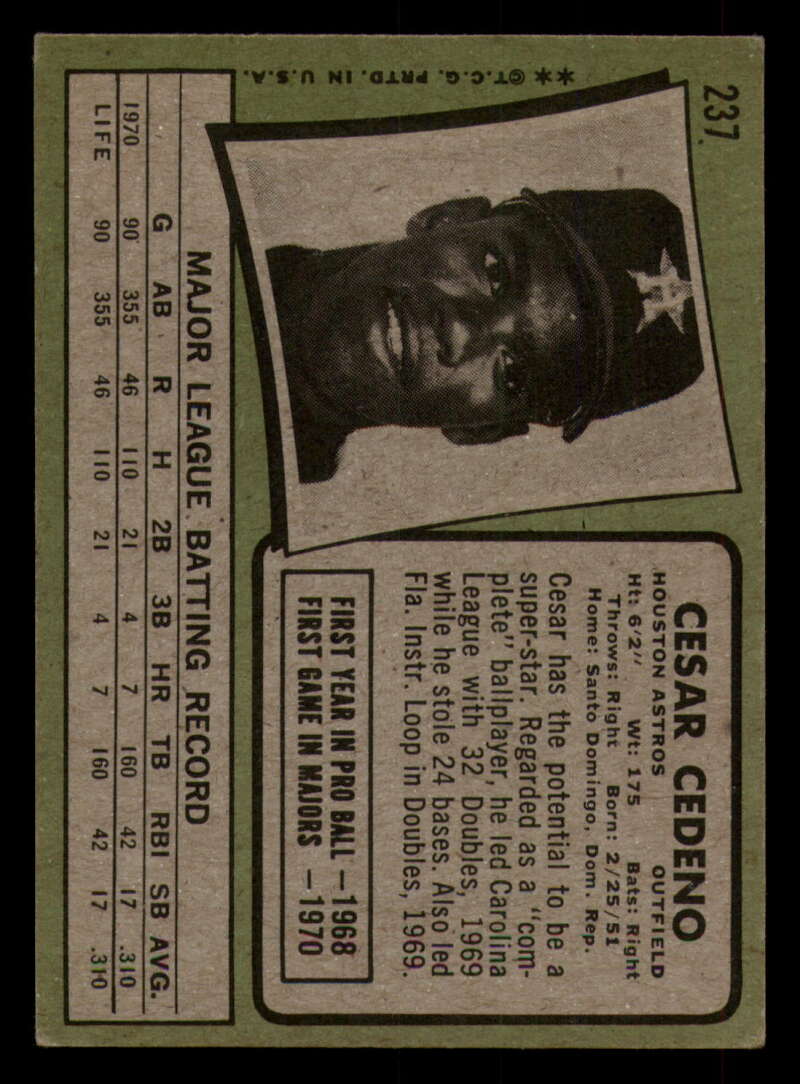 237
**©T.C.G. PRTD. IN U.S.A.
H
CESAR CEDENO
HOUSTON ASTROS OUTFIELD
Ht: 6'2" Wt: 175 Bats: Right
Throws: Right Born: 2/25/51
Home: Santo Domingo, Dom. Rep.
Cesar has the potential to be a
super-star. Regarded as a "com-
plete" ballplayer, he led Carolina
League with 32 Doubles, 1969
while he stole 24 bases. Also led
Fla. Instr. Loop in Doubles, 1969.
FIRST YEAR IN PRO BALL —1968
FIRST GAME IN MAJORS —1970
MAJOR LEAGUE BATTING RECORD
G AB R H 2B 3B HR TB RBI SB AVG.
1970 90 355 46 110 21 4 7 160 42 17 .310
LIFE 90 355 46 110 21 4 7 160 42 17 .310